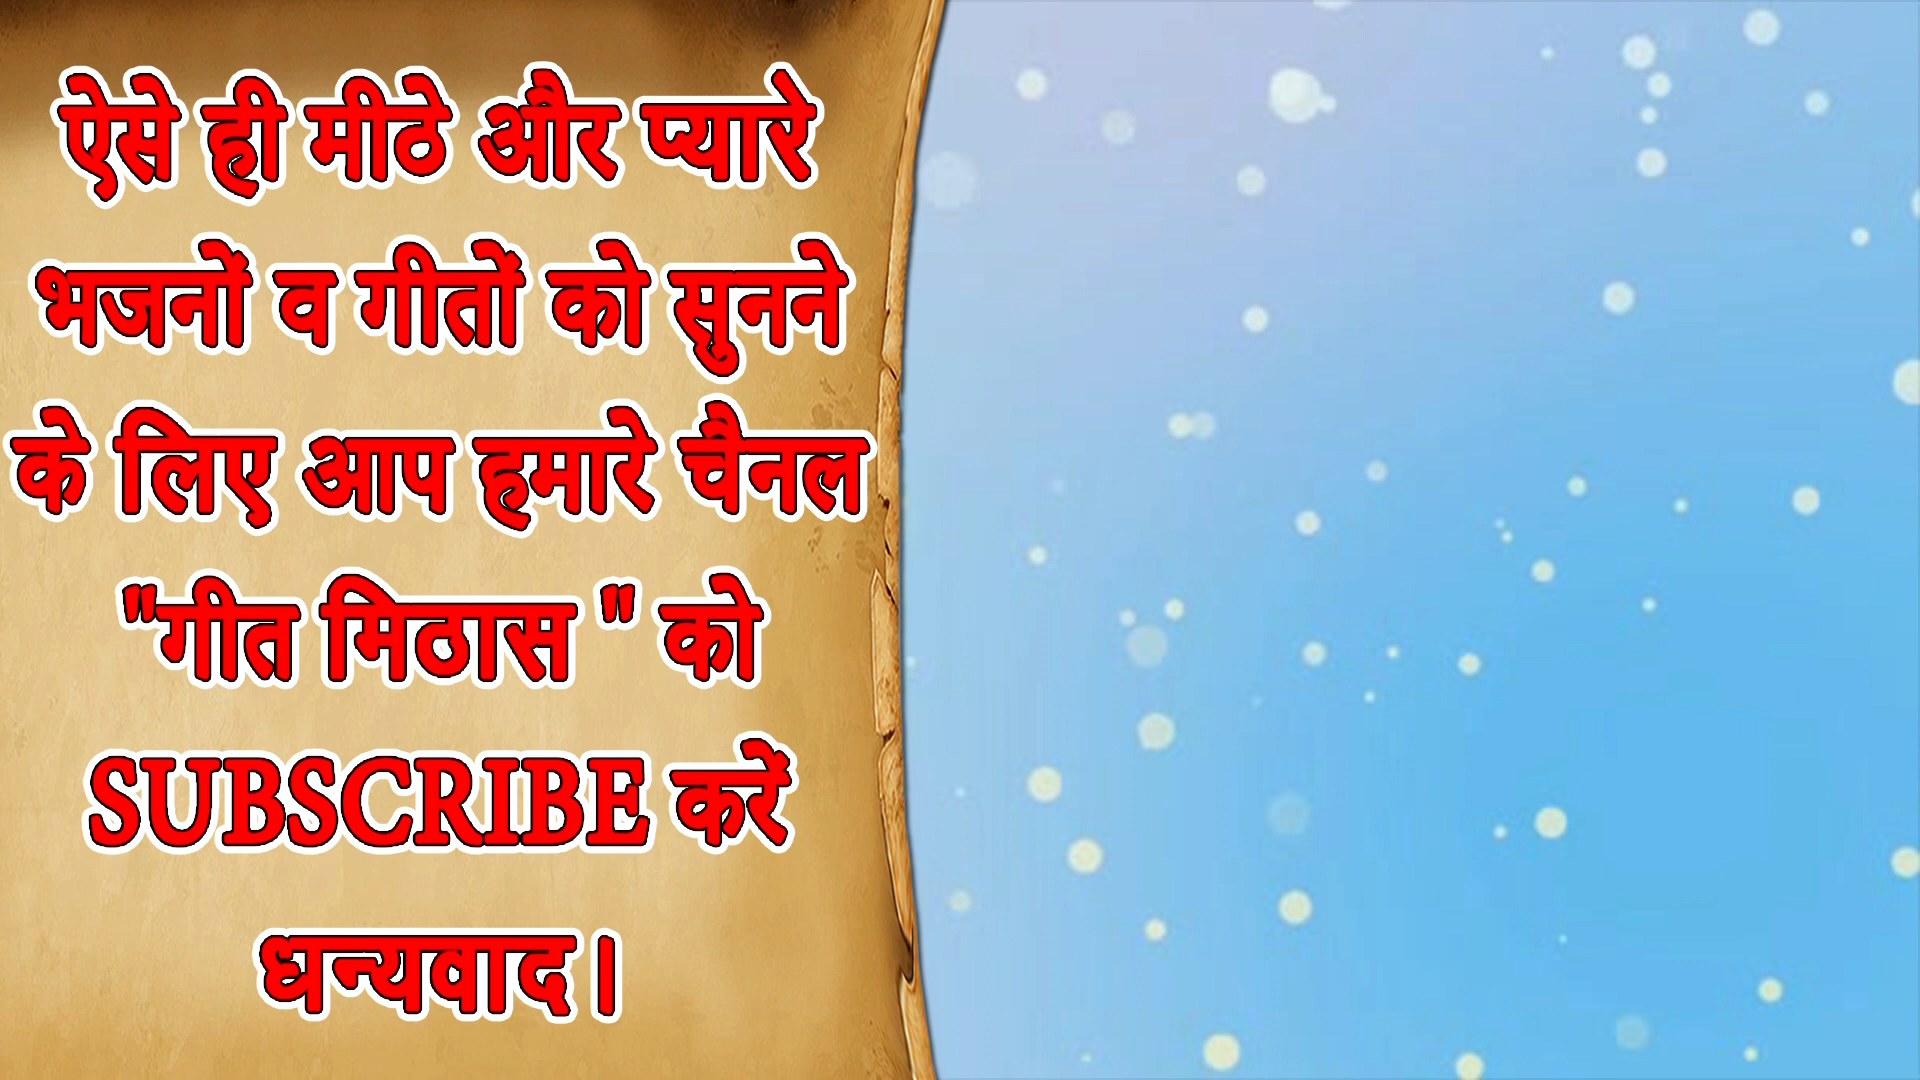 ऐसे ही मीठे और प्यारे
भजनों व गीतों को सुनने
के लिए आप हमारे चैनल
"गीत मिठास " को
SUBSCRIBE करें
धन्यवाद।